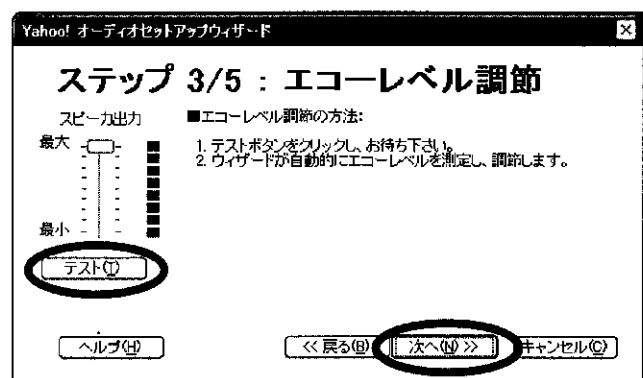 Yahoo! オーディオセットアップウィザード
ステップ 3/5 : エコーレベル調節
スピーカ出力
最大
最小
テスト(T)
■エコーレベル調節の方法:
1. テストボタンをクリックし、お待ち下さい。
2. ウィザードが自動的にエコーレベルを測定し、調節します。
ヘルプ(H)
<< 戻る(B)
次へ(N) >>
キャンセル(C)